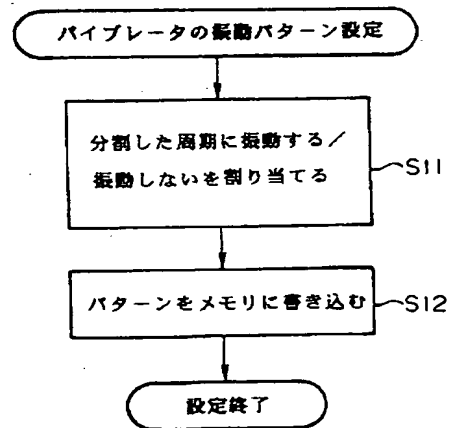 バイブレータの振動パターン設定
分割した周期に振動する／
振動しないを割り当てる
S11
パターンをメモリに書き込む
S12
設定終了